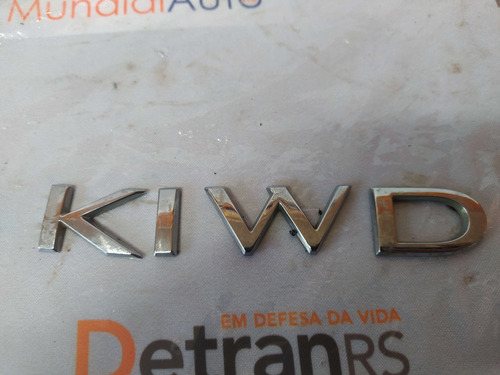 MundialAuto
KIWD
EM DEFESA DA VIDA
DetranRS